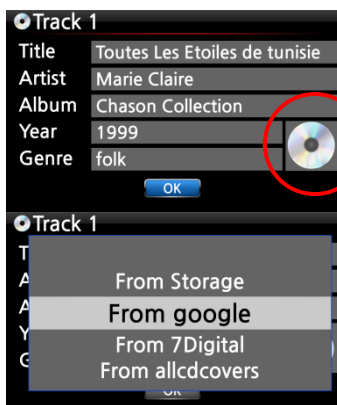 Track 1
Title Toutes Les Etoiles de tunisie
Artist Marie Claire
Album Chason Collection
Year 1999
Genre folk
OK
Track 1
T
A From Storage
A From google
Y From 7Digital
G From allcdcovers
OK